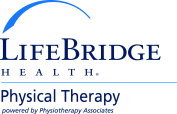 LIFEBRIDGE
HEALTH®
Physical Therapy
powered by Physiotherapy Associates